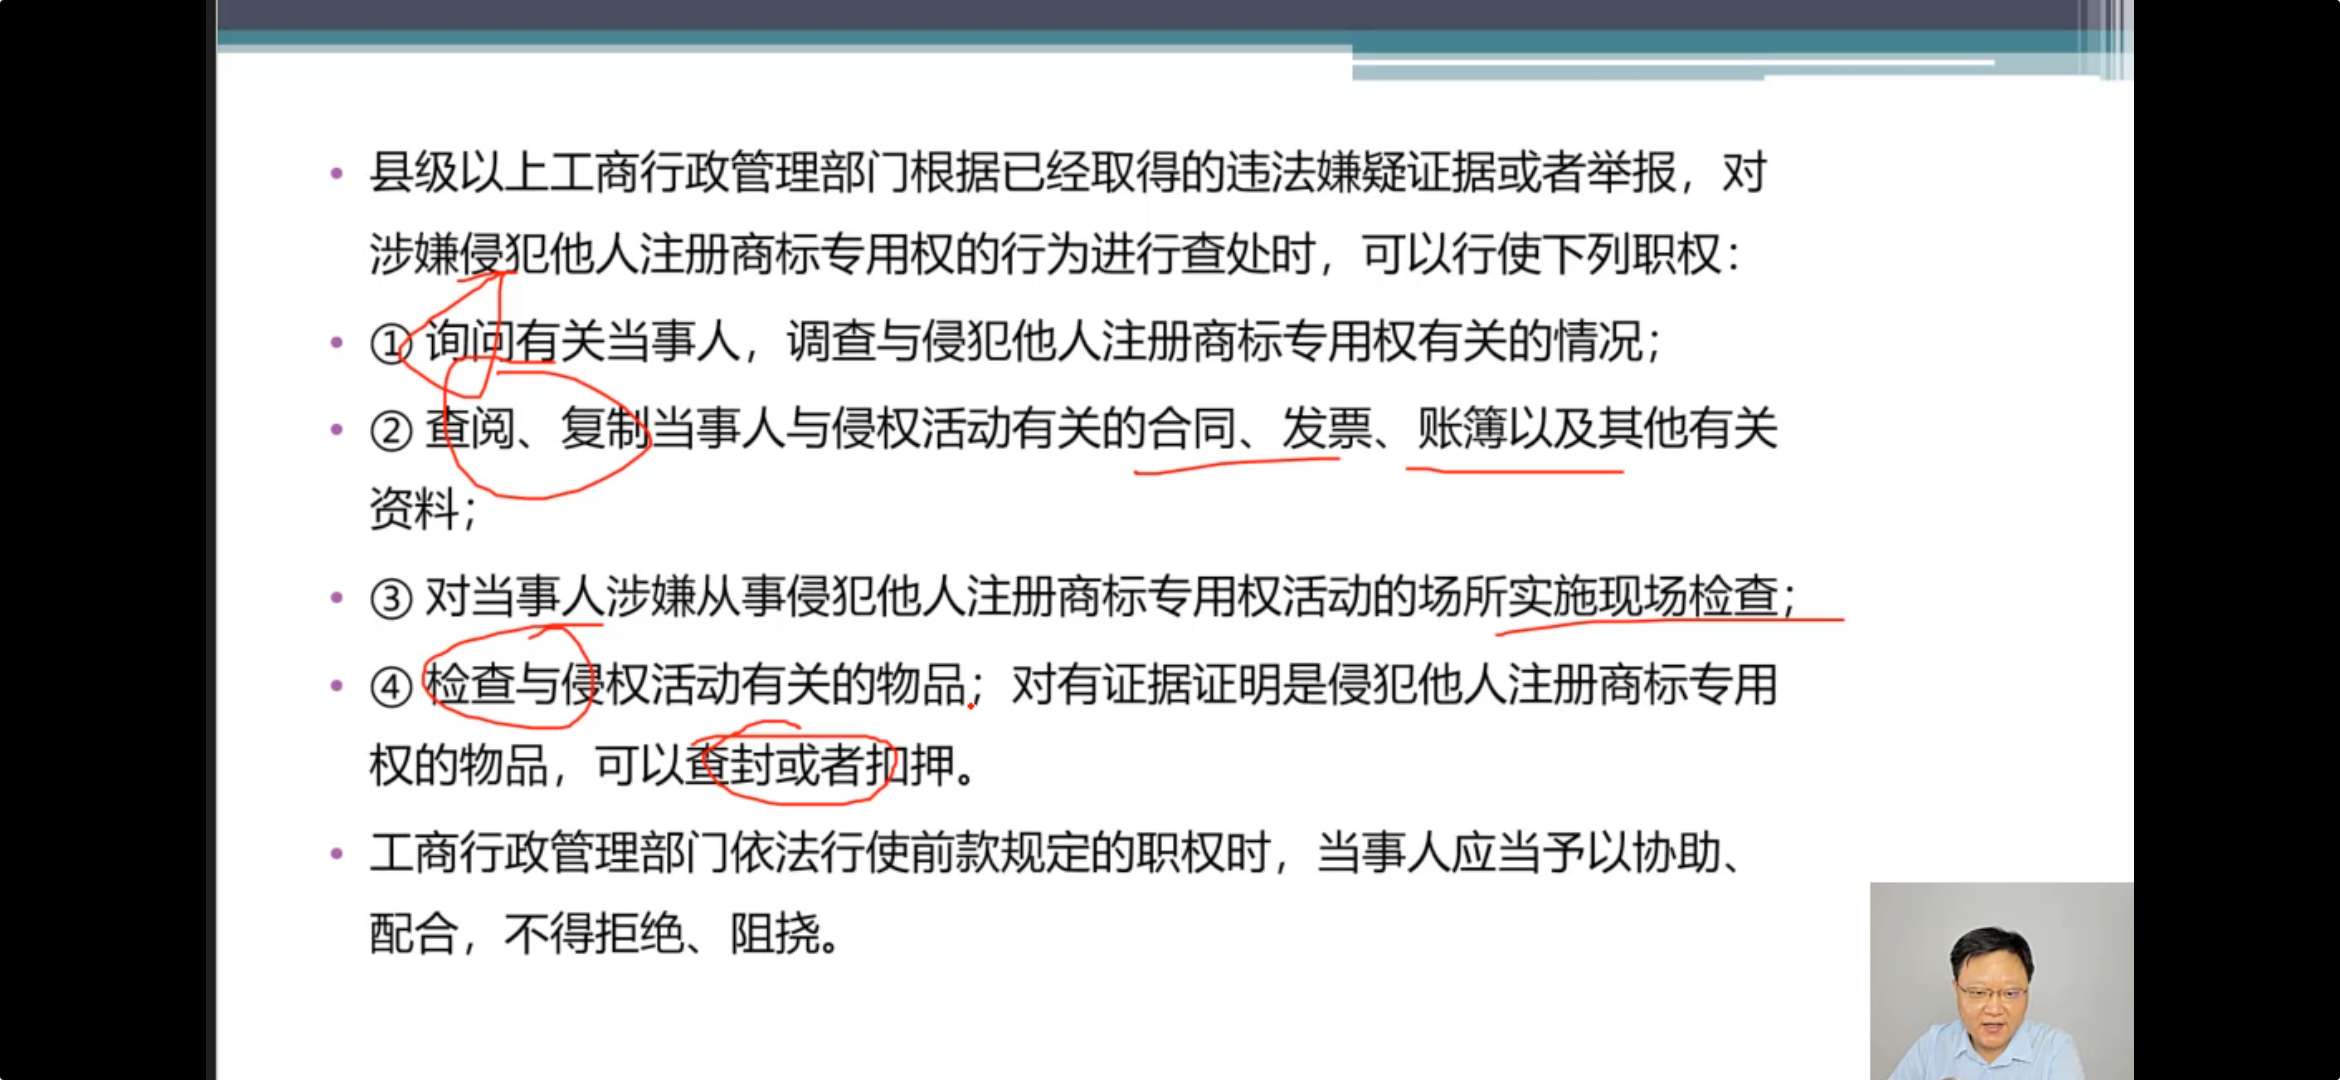 • 县级以上工商行政管理部门根据已经取得的违法嫌疑证据或者举报，对
涉嫌侵犯他人注册商标专用权的行为进行查处时，可以行使下列职权：
• ① 询问有关当事人，调查与侵犯他人注册商标专用权有关的情况；
• ② 查阅、复制当事人与侵权活动有关的合同、发票、账簿以及其他有关
资料；
• ③ 对当事人涉嫌从事侵犯他人注册商标专用权活动的场所实施现场检查；
• ④ 检查与侵权活动有关的物品；对有证据证明是侵犯他人注册商标专用
权的物品，可以查封或者扣押。
• 工商行政管理部门依法行使前款规定的职权时，当事人应当予以协助、
配合，不得拒绝、阻挠。